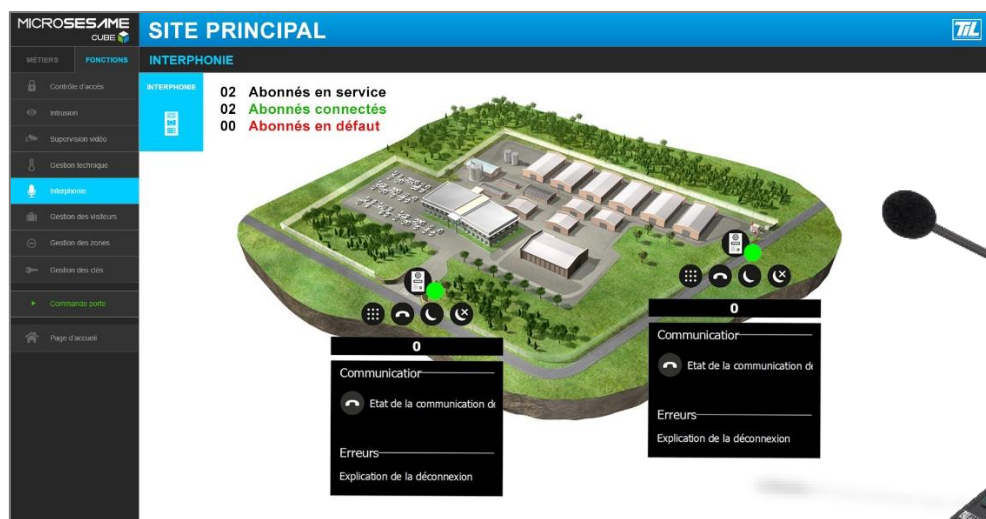 MICROSESAME
CUBE
SITE PRINCIPAL
TiL
MÉTIERS
FONCTIONS
INTERPHONIE
Contrôle d'accès
Intrusion
Supervision vidéo
Gestion technique
Interphonie
Gestion des visiteurs
Gestion des zones
Gestion des clés
Commande porte
Page d'accueil
INTERPHONIE
02 Abonnés en service
02 Abonnés connectés
00 Abonnés en défaut
0
Communicatior
Etat de la communication de
Erreurs
Explication de la déconnexion
0
Communicatior
Etat de la communication de
Erreurs
Explication de la déconnexion